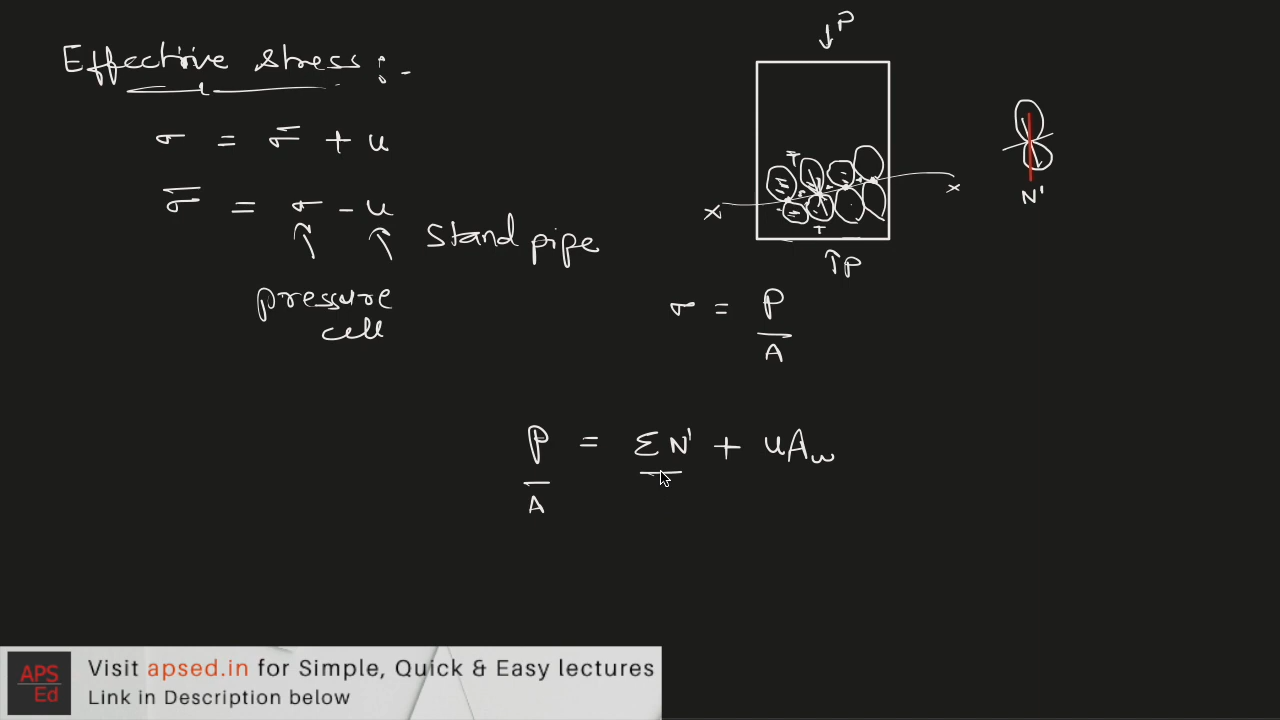 Effective stress :-
σ = σ̄ + u
σ̄ = σ - u
stand pipe
pressure
cell
↓P
x x
N'
↑P
σ = P
A
P = ΣN' + uAw
A
APS
Ed
Visit apsed.in for Simple, Quick & Easy lectures
Link in Description below